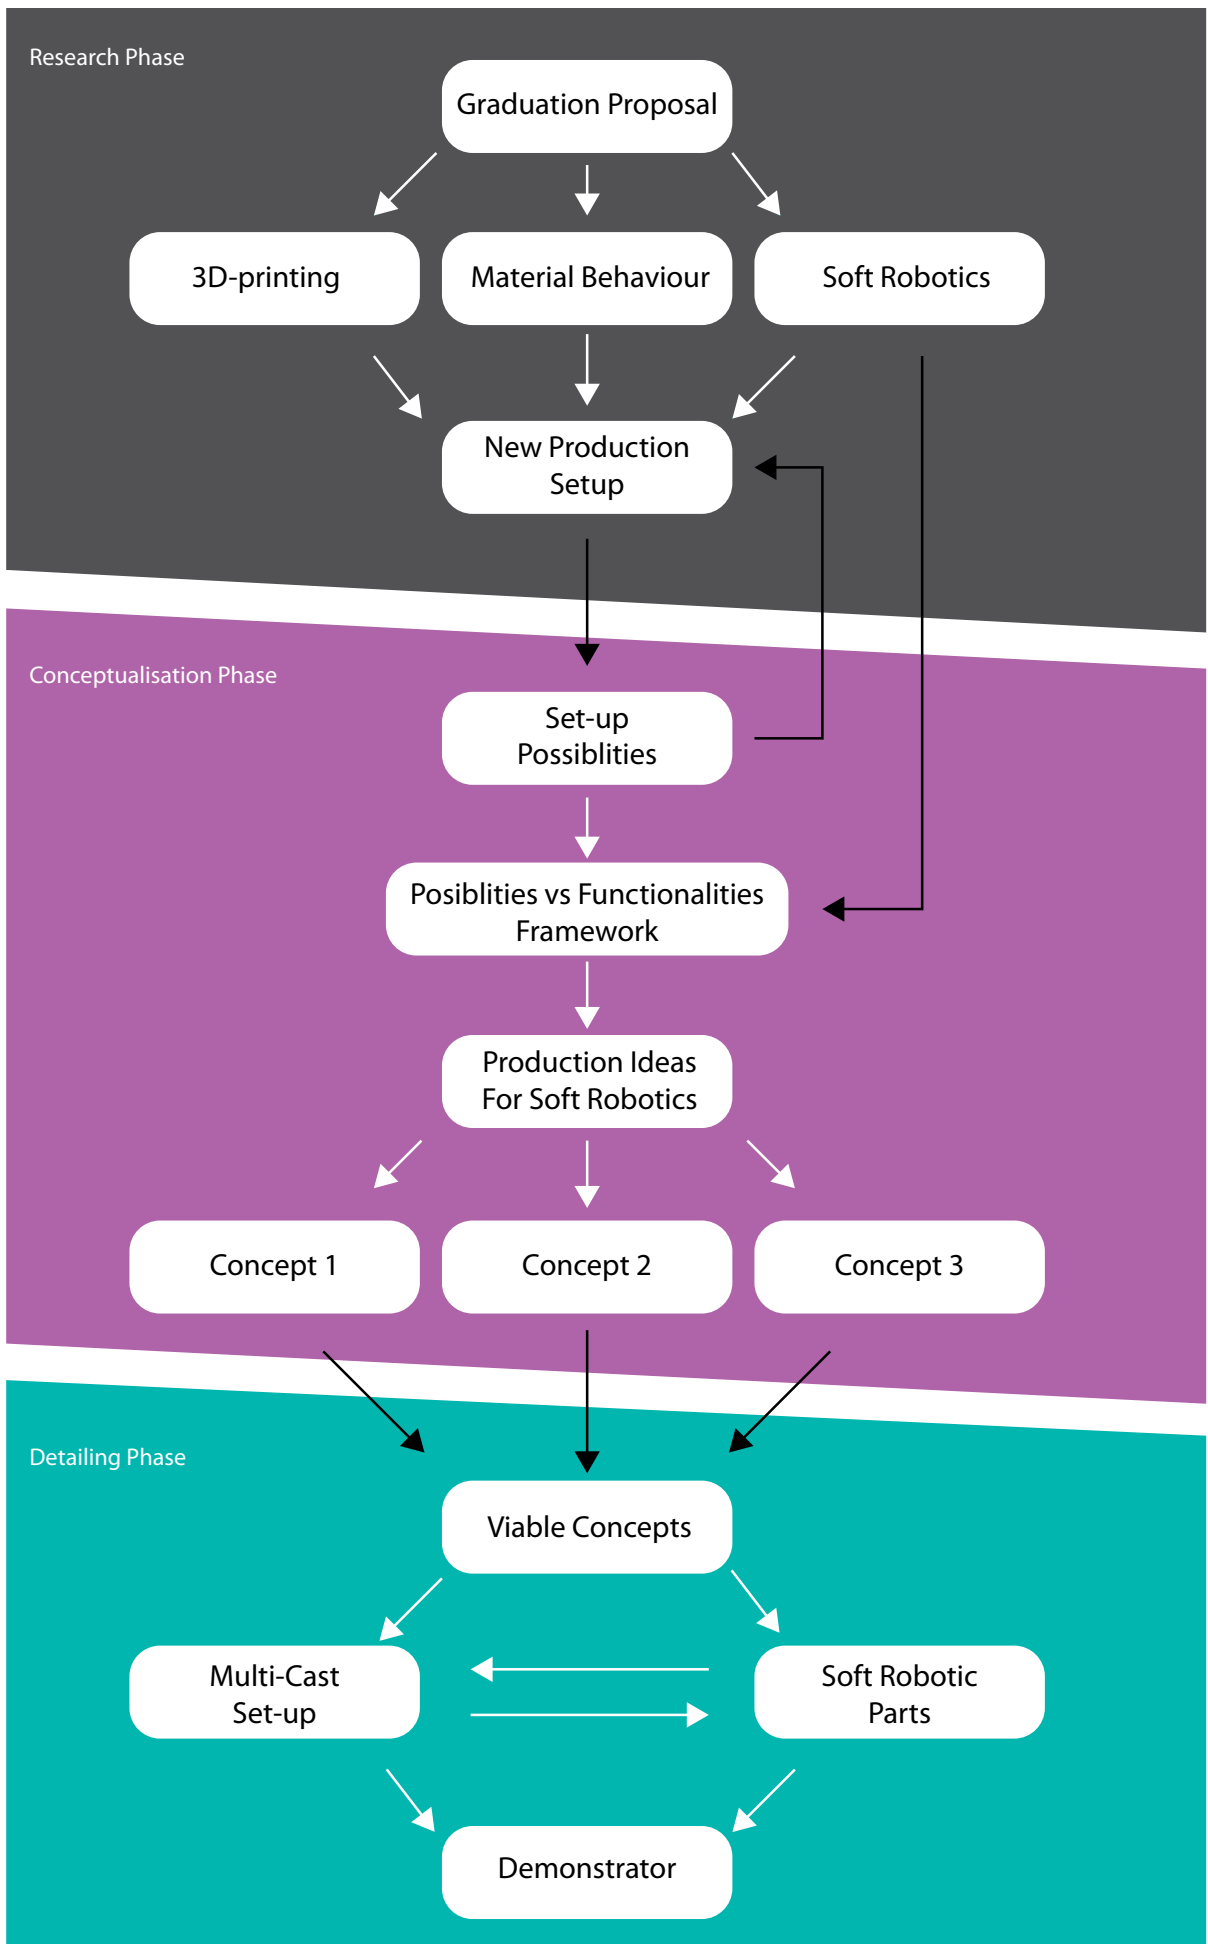 Research Phase
Graduation Proposal
3D-printing
Material Behaviour
Soft Robotics
New Production
Setup
Conceptualisation Phase
Set-up
Possiblities
Posiblities vs Functionalities
Framework
Production Ideas
For Soft Robotics
Concept 1
Concept 2
Concept 3
Detailing Phase
Viable Concepts
Multi-Cast
Set-up
Soft Robotic
Parts
Demonstrator